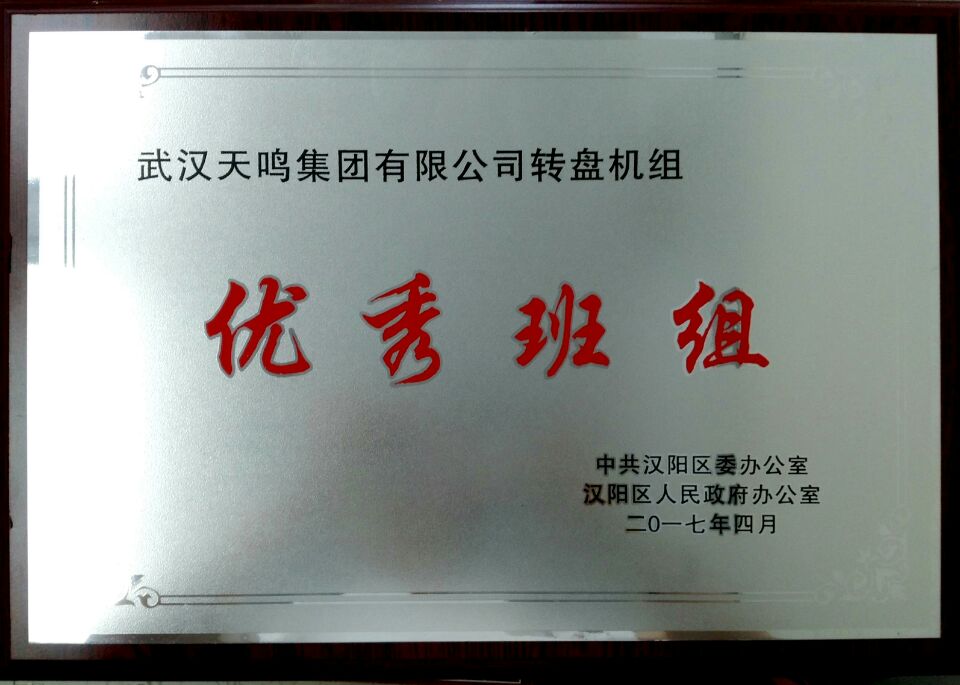 武汉天鸣集团有限公司转盘机组
优秀班组
中共汉阳区委办公室
汉阳区人民政府办公室
二0一七年四月